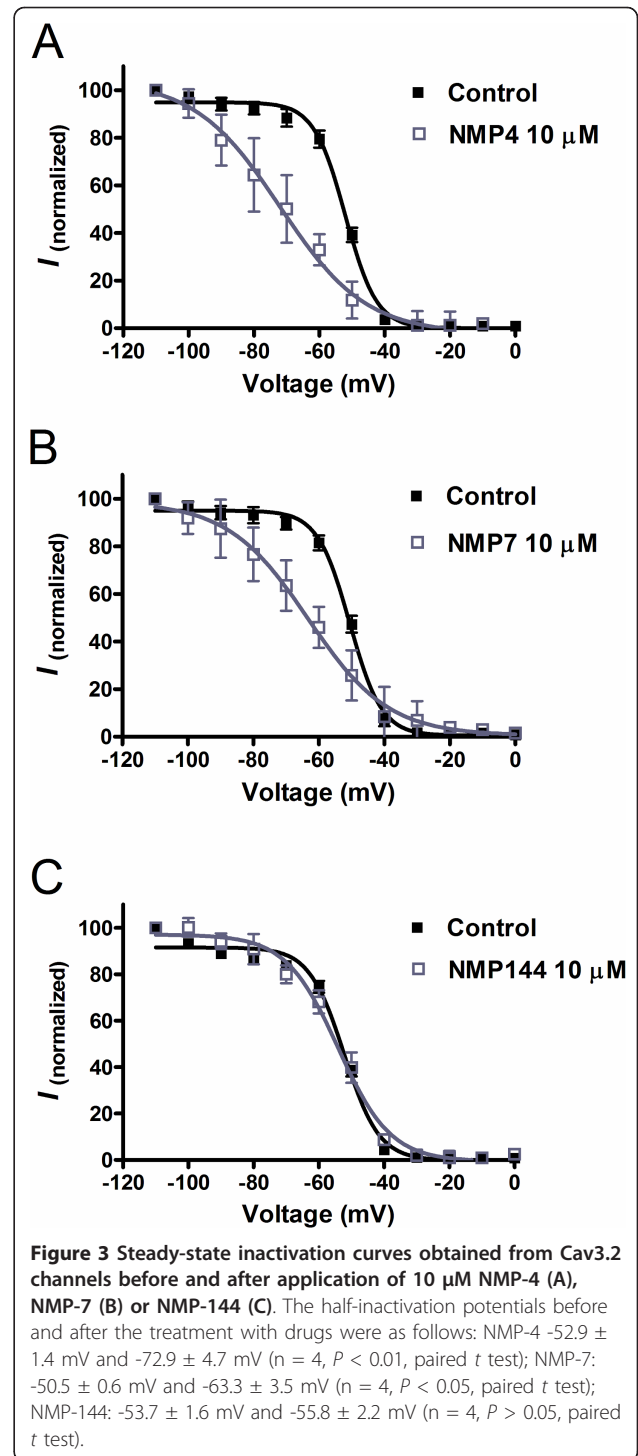 A
100
80
60
40
20
0
I (normalized)
-120 -100 -80 -60 -40 -20 0
Voltage (mV)
Control
NMP4 10 μM
B
100
80
60
40
20
0
I (normalized)
-120 -100 -80 -60 -40 -20 0
Voltage (mV)
Control
NMP7 10 μM
C
100
80
60
40
20
0
I (normalized)
-120 -100 -80 -60 -40 -20 0
Voltage (mV)
Control
NMP144 10 μM
Figure 3 Steady-state inactivation curves obtained from Cav3.2
channels before and after application of 10 μM NMP-4 (A),
NMP-7 (B) or NMP-144 (C). The half-inactivation potentials before
and after the treatment with drugs were as follows: NMP-4 -52.9 ±
1.4 mV and -72.9 ± 4.7 mV (n = 4, P < 0.01, paired t test); NMP-7:
-50.5 ± 0.6 mV and -63.3 ± 3.5 mV (n = 4, P < 0.05, paired t test);
NMP-144: -53.7 ± 1.6 mV and -55.8 ± 2.2 mV (n = 4, P > 0.05, paired
t test).